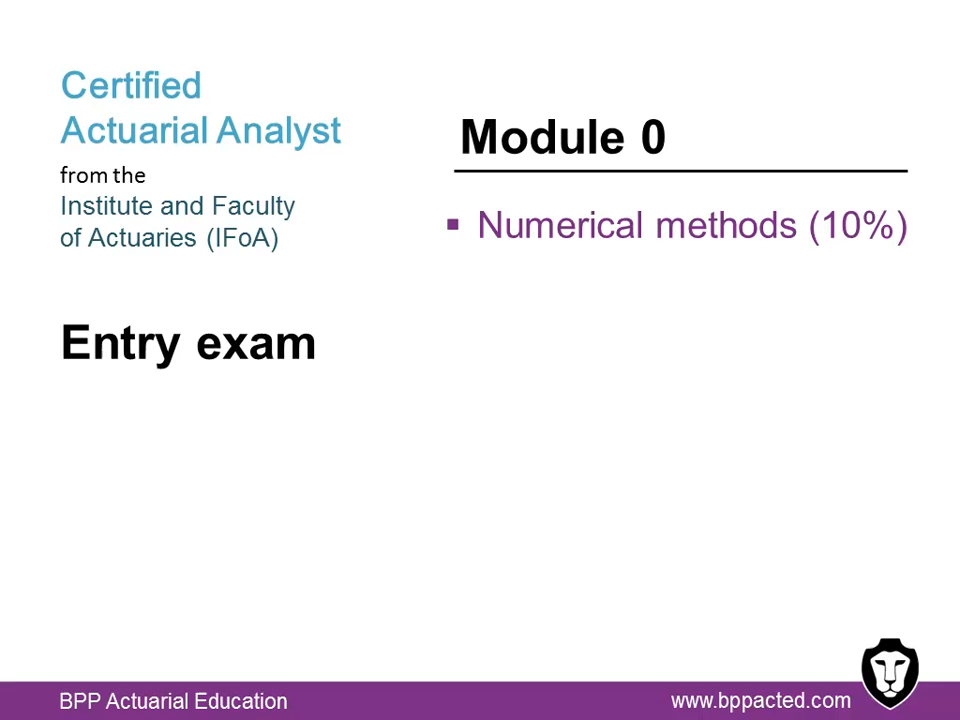 Certified
Actuarial Analyst
from the
Institute and Faculty
of Actuaries (IFoA)
Entry exam
Module 0
▪ Numerical methods (10%)
BPP Actuarial Education
www.bppacted.com